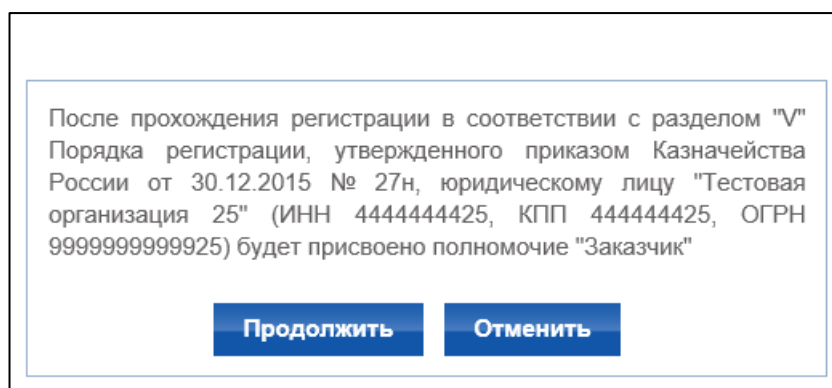 После прохождения регистрации в соответствии с разделом "V"
Порядка регистрации, утвержденного приказом Казначейства
России от 30.12.2015 № 27н, юридическому лицу "Тестовая
организация 25" (ИНН 4444444425, КПП 444444425, ОГРН
9999999999925) будет присвоено полномочие "Заказчик"
Продолжить Отменить